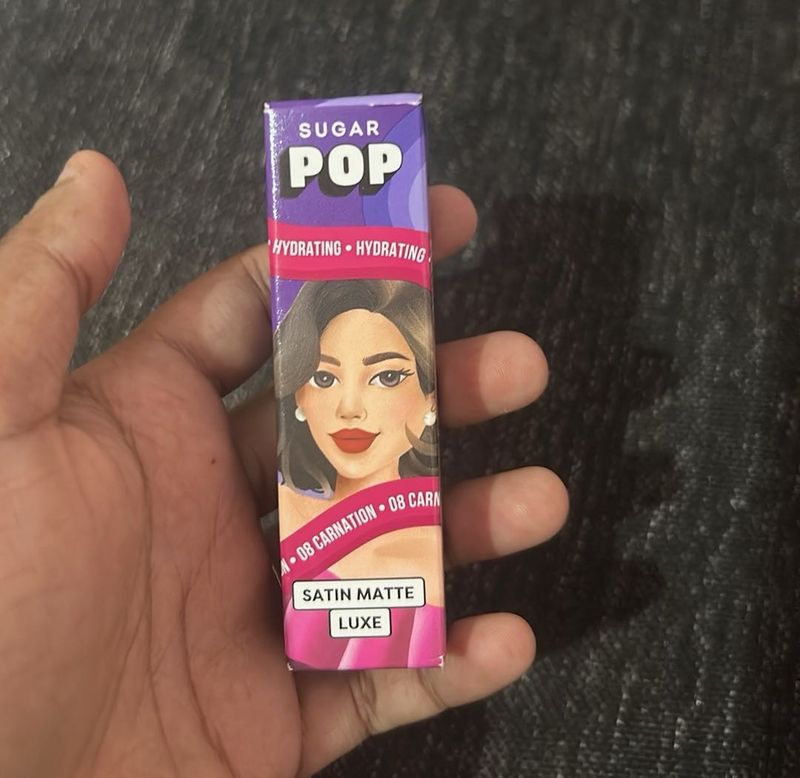 SUGAR
POP
HYDRATING • HYDRATING •
N • 08 CARNATION • 08 CARN
SATIN MATTE
LUXE